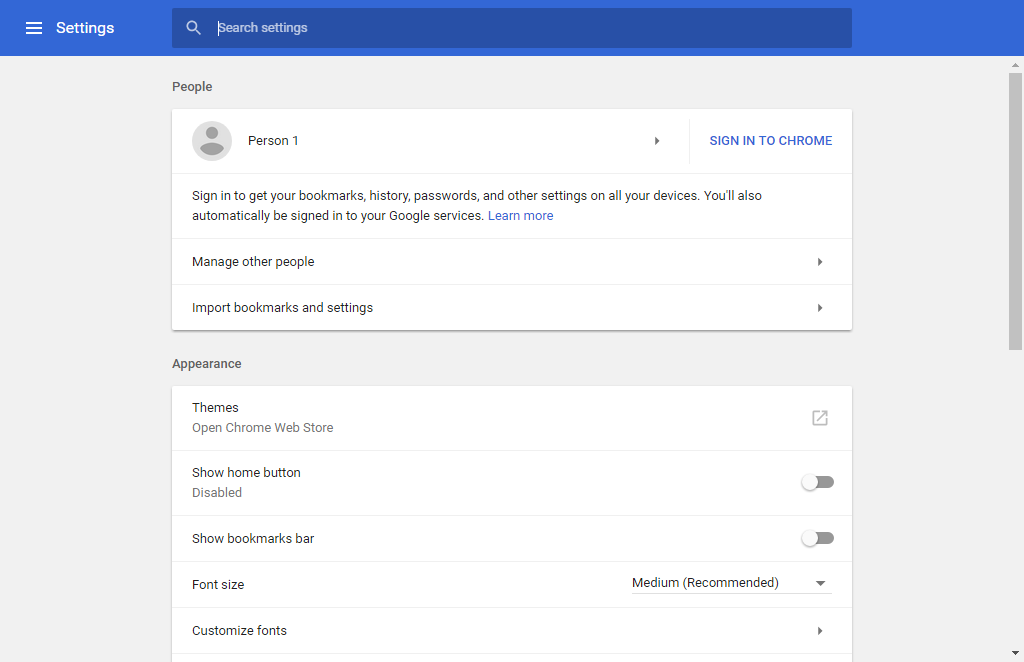 Settings
Search settings
People
Person 1
SIGN IN TO CHROME
Sign in to get your bookmarks, history, passwords, and other settings on all your devices. You'll also
automatically be signed in to your Google services. Learn more
Manage other people
Import bookmarks and settings
Appearance
Themes
Open Chrome Web Store
Show home button
Disabled
Show bookmarks bar
Font size
Medium (Recommended)
Customize fonts